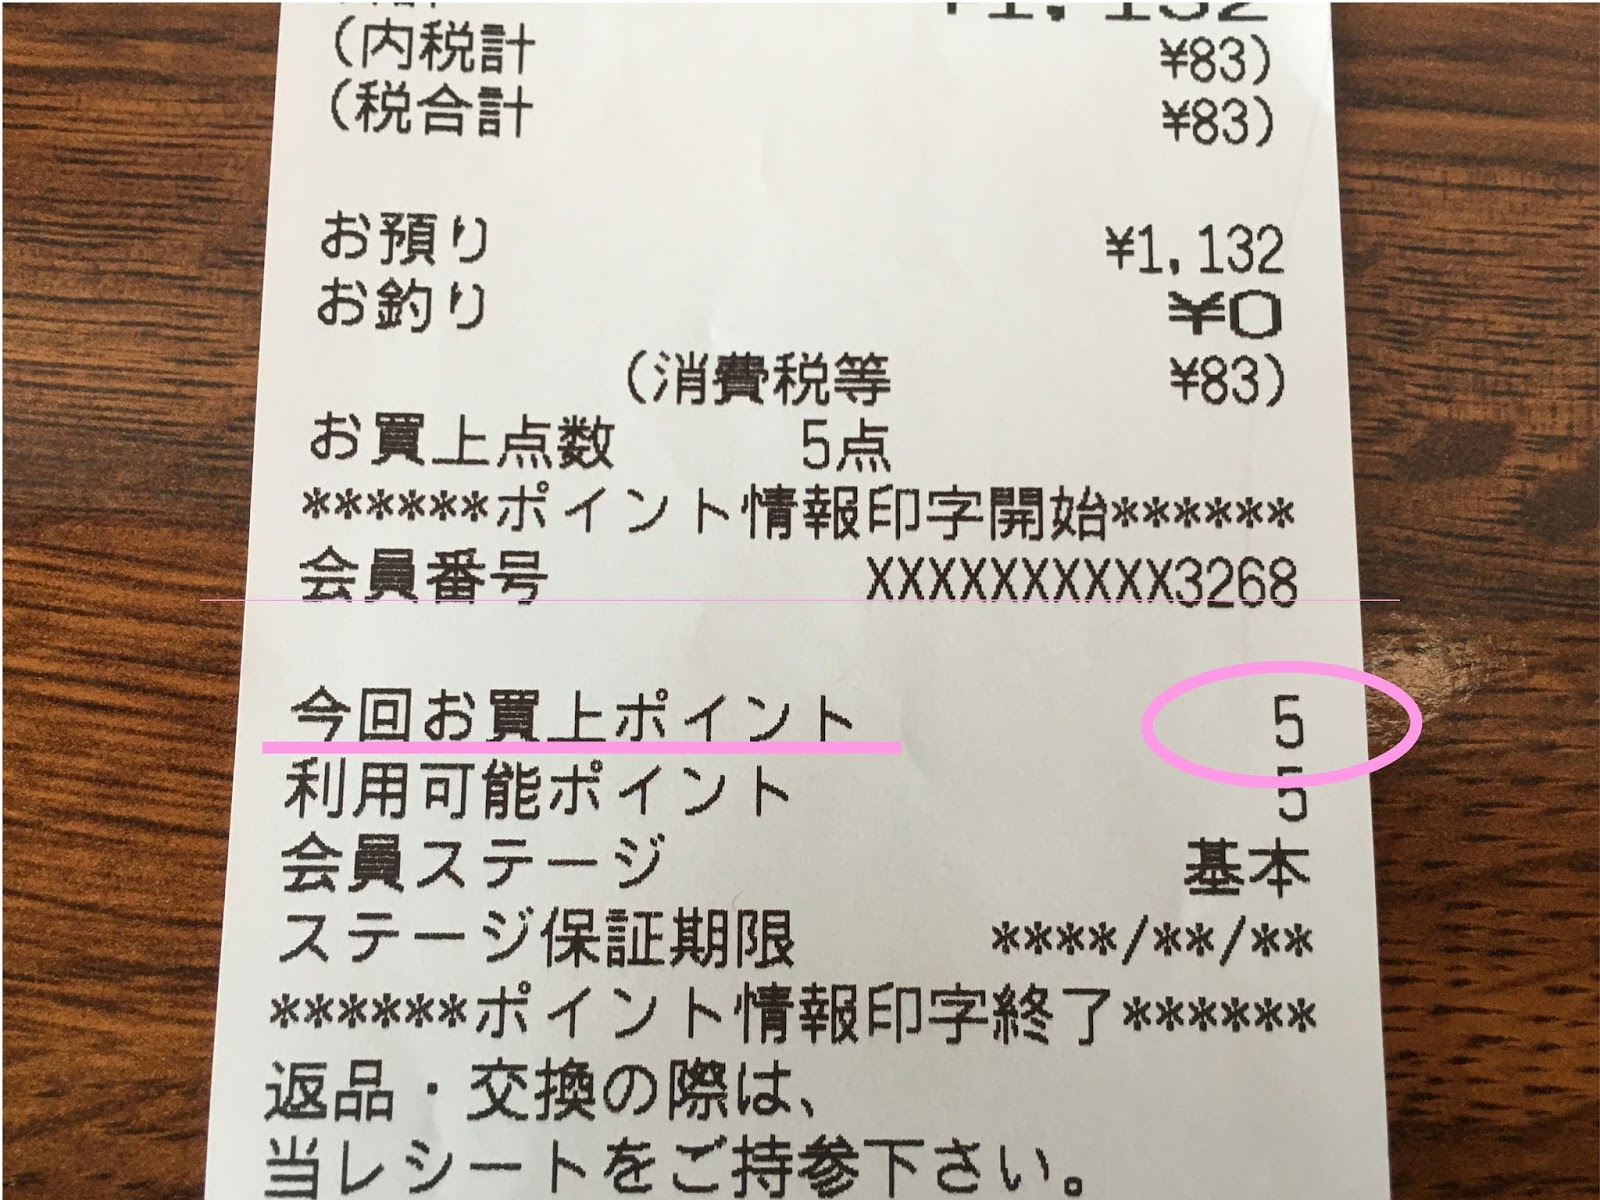 ¥1,132
(内税計 ¥83)
(税合計 ¥83)
お預り ¥1,132
お釣り ¥0
(消費税等 ¥83)
お買上点数 5点
******ポイント情報印字開始******
会員番号 XXXXXXXXXX3268
今回お買上ポイント 5
利用可能ポイント 5
会員ステージ 基本
ステージ保証期限 ****/**/**
******ポイント情報印字終了******
返品・交換の際は、
当レシートをご持参下さい。